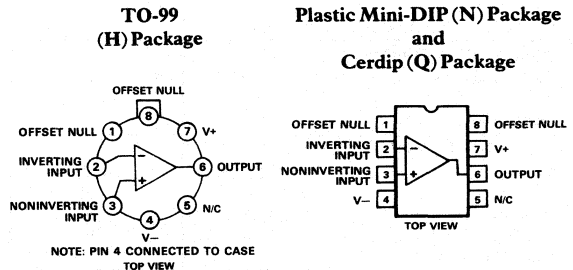 TO-99
(H) Package
OFFSET NULL
8
OFFSET NULL
1
7
V+
INVERTING
INPUT
2
−
6
OUTPUT
+
NONINVERTING
INPUT
3
5
N/C
4
V−
NOTE: PIN 4 CONNECTED TO CASE
TOP VIEW
Plastic Mini-DIP (N) Package
and
Cerdip (Q) Package
OFFSET NULL
1
8
OFFSET NULL
INVERTING
INPUT
2
−
7
V+
NONINVERTING
INPUT
3
+
6
OUTPUT
V−
4
5
N/C
TOP VIEW